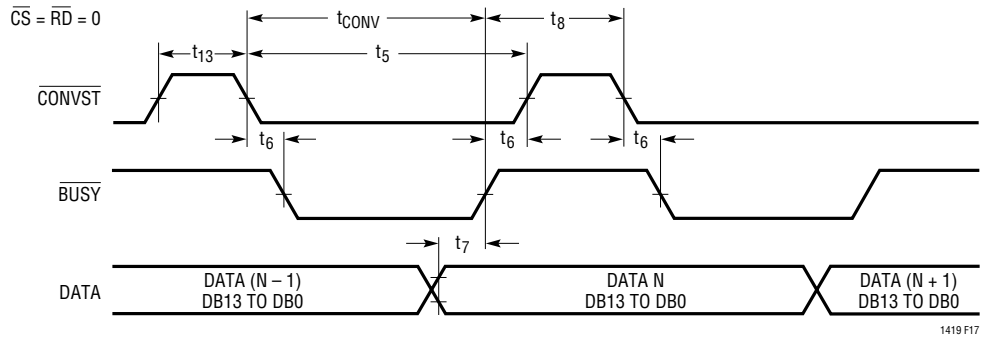 CS = RD = 0
tCONV
t8
t13
t5
CONVST
t6
t6
t6
BUSY
t7
DATA
DATA (N – 1)
DB13 TO DB0
DATA N
DB13 TO DB0
DATA (N + 1)
DB13 TO DB0
1419 F17